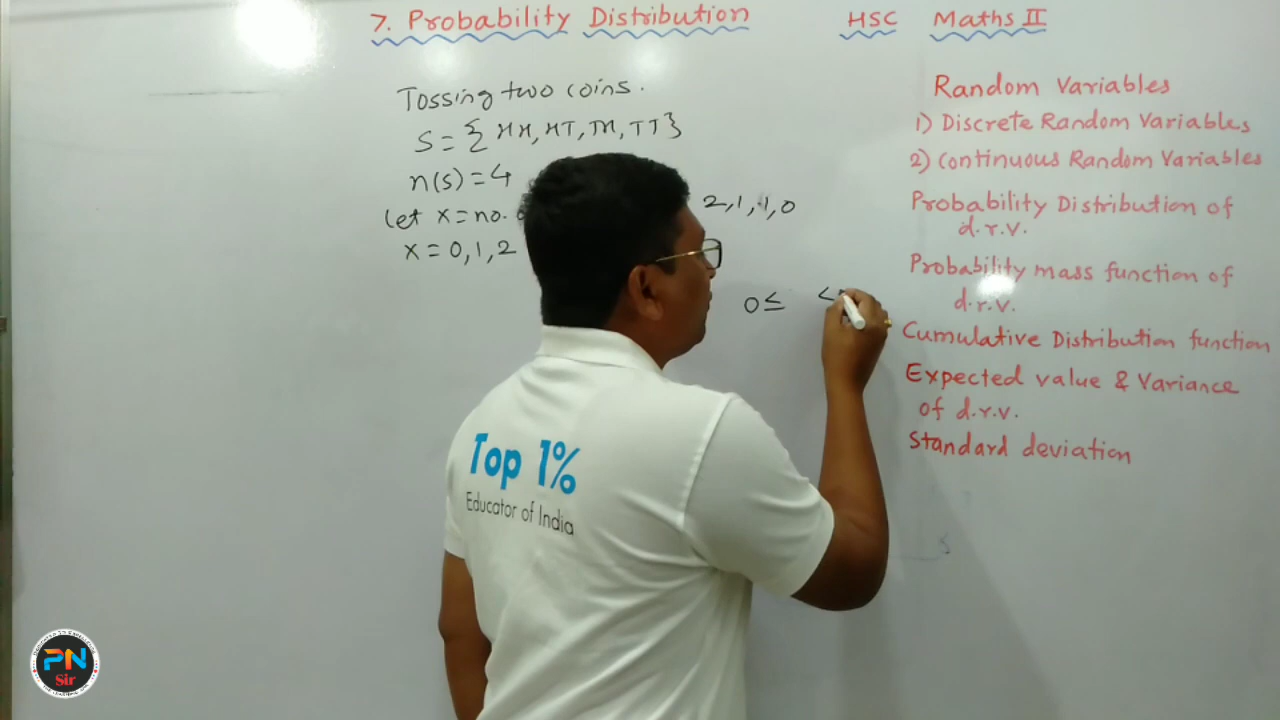 7. Probability Distribution HSC Maths II
Tossing two coins.
S = { HH, HT, TH, TT }
n(s) = 4
let x = no. 2, 1, 1, 0
x = 0, 1, 2
0 ≤ <
Random Variables
1) Discrete Random Variables
2) Continuous Random Variables
Probability Distribution of
d.r.v.
Probability mass function of
d.r.v.
Cumulative Distribution function
Expected value & Variance
of d.r.v.
Standard deviation
Top 1%
Educator of India
PN
Sir